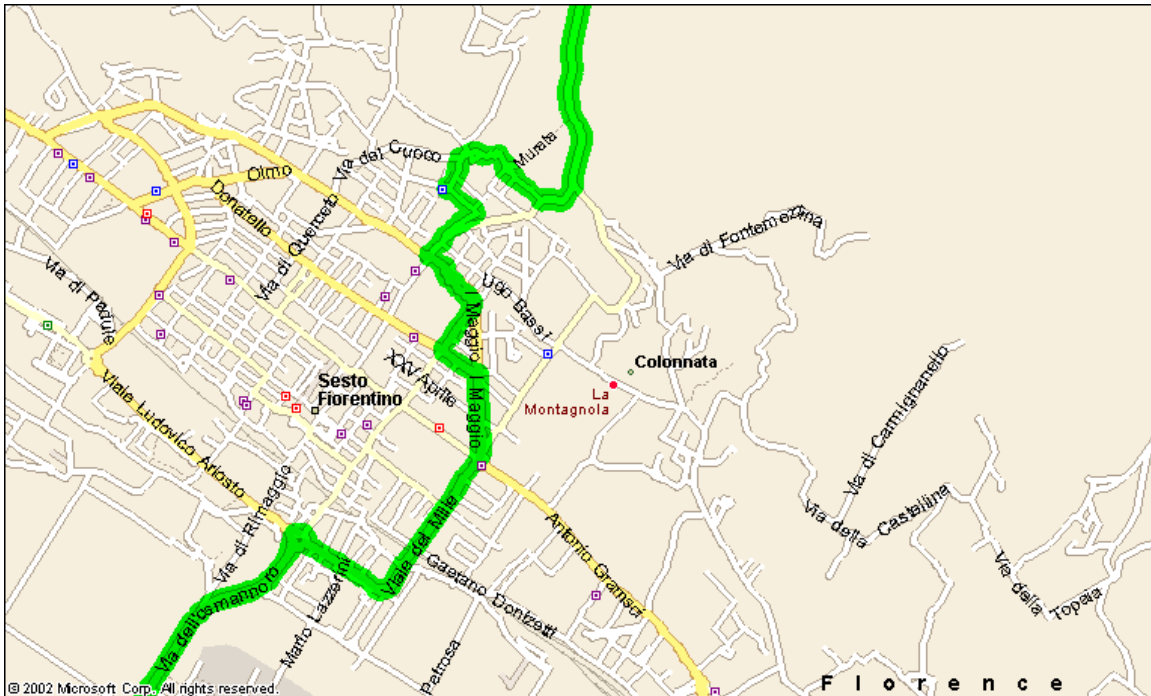 Murata
Via del Cuoco
Olmo
Donatello
Via di Querceto
Via di Fontemezzina
Via di Padule
Ugo Bassi
I Maggio
I Maggio
XXV Aprile
Colonnata
La
Montagnola
Sesto
Fiorentino
Viale Ludovico Ariosto
Via di Carmignanello
Via di Rimaggio
Viale dei Mille
Via della Castellina
Antonio Gramsci
Via dell'osmannoro
Mario Lazzerini
Gaetano Donizetti
Via della Topaia
Petrosa
Florence
© 2002 Microsoft Corp. All rights reserved.